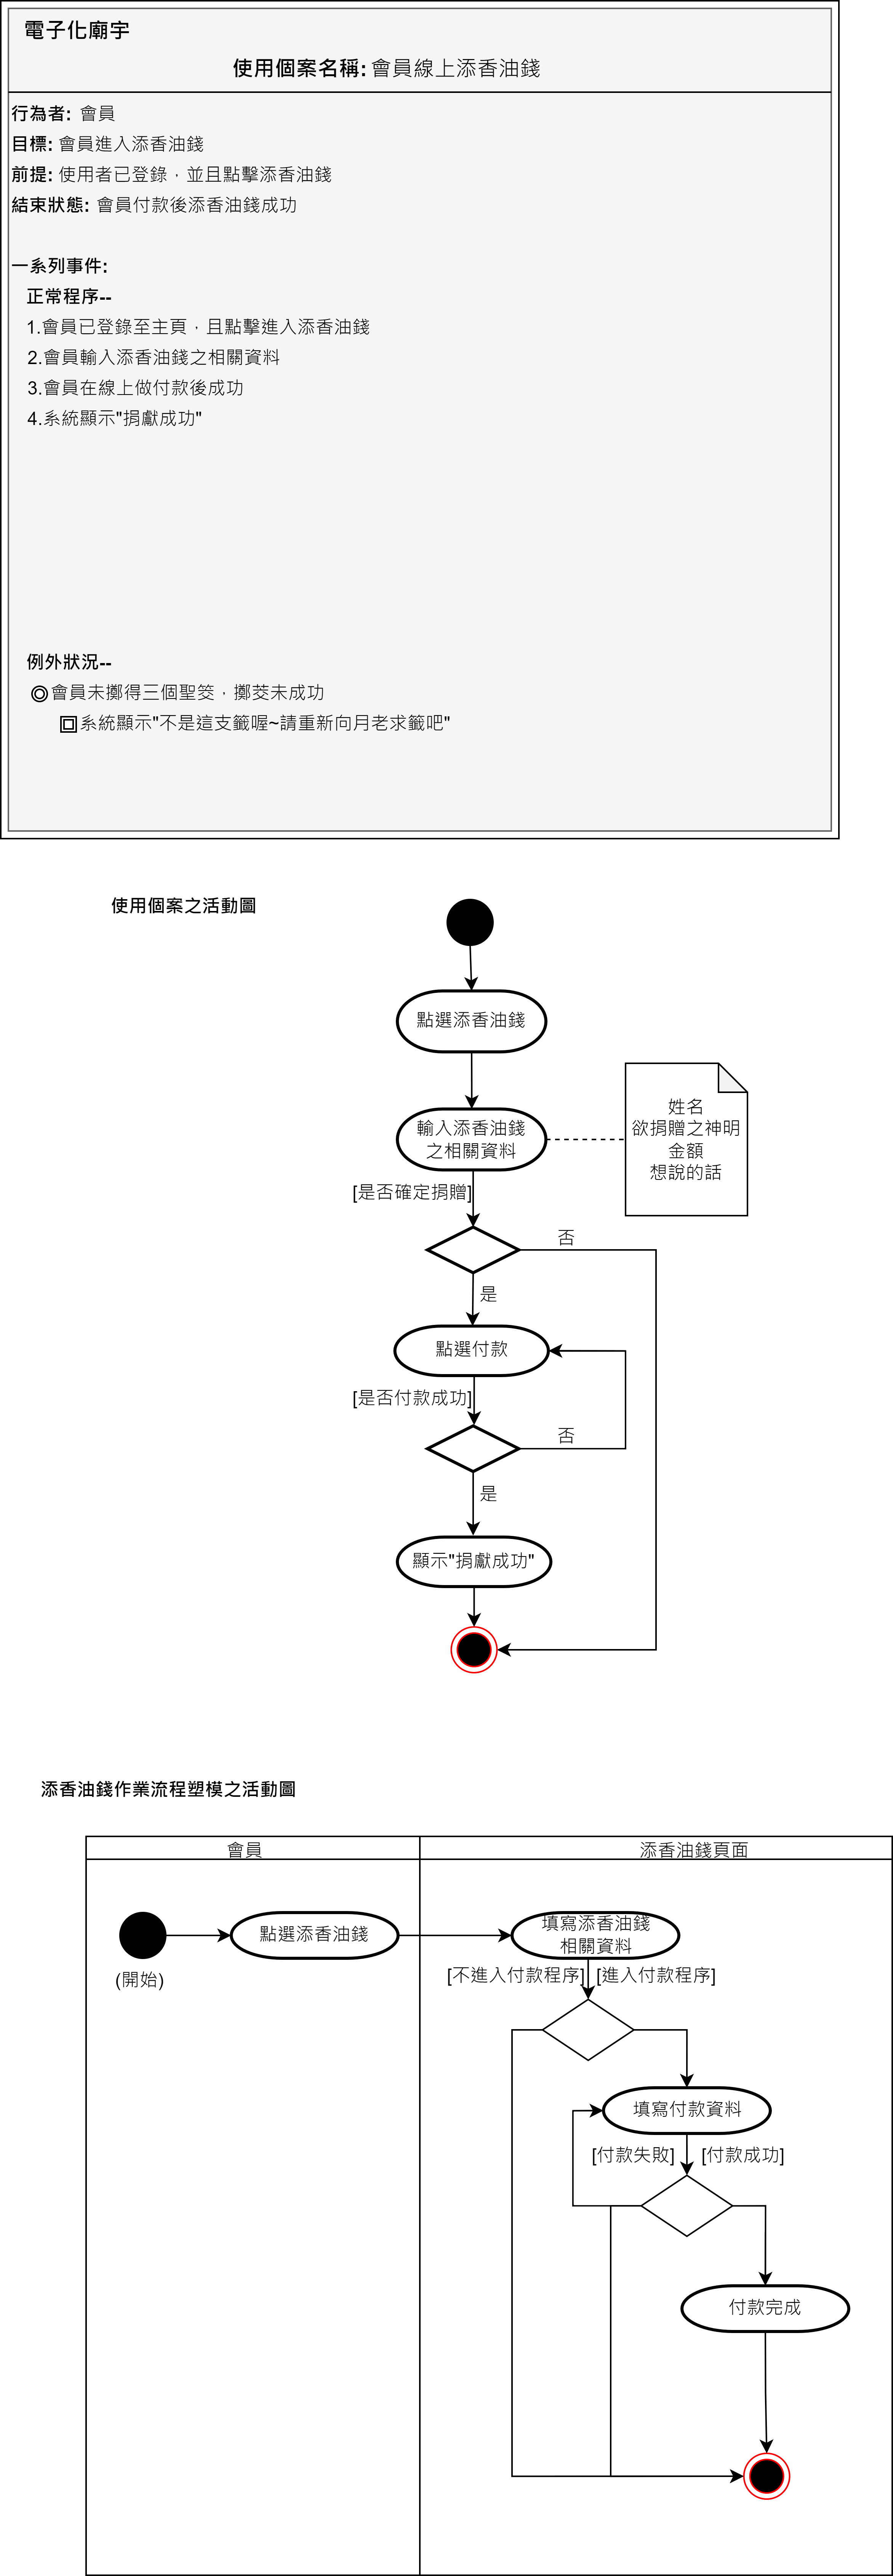 電子化廟宇
使用個案名稱: 會員線上添香油錢
行為者: 會員
目標: 會員進入添香油錢
前提: 使用者已登錄，並且點擊添香油錢
結束狀態: 會員付款後添香油錢成功
一系列事件:
正常程序--
1.會員已登錄至主頁，且點擊進入添香油錢
2.會員輸入添香油錢之相關資料
3.會員在線上做付款後成功
4.系統顯示"捐獻成功"
例外狀況--
◎會員未擲得三個聖筊，擲筊未成功
回系統顯示"不是這支籤喔~請重新向月老求籤吧"
使用個案之活動圖
點選添香油錢
輸入添香油錢
之相關資料
姓名
欲捐贈之神明
金額
想說的話
[是否確定捐贈]
否
是
點選付款
[是否付款成功]
否
是
顯示"捐獻成功"
添香油錢作業流程塑模之活動圖
會員
添香油錢頁面
點選添香油錢
填寫添香油錢
相關資料
(開始)
[不進入付款程序]
[進入付款程序]
填寫付款資料
[付款失敗]
[付款成功]
付款完成